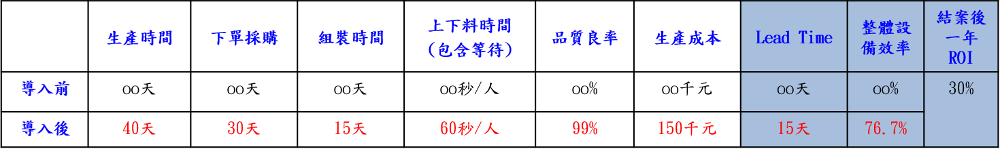 生產時間 下單採購 組裝時間 上下料時間 (包含等待) 品質良率 生產成本 Lead Time 整體設備效率 結案後一年 ROI
導入前 oo天 oo天 oo天 oo秒/人 oo% oo千元 oo天 oo% 30%
導入後 40天 30天 15天 60秒/人 99% 150千元 15天 76.7%